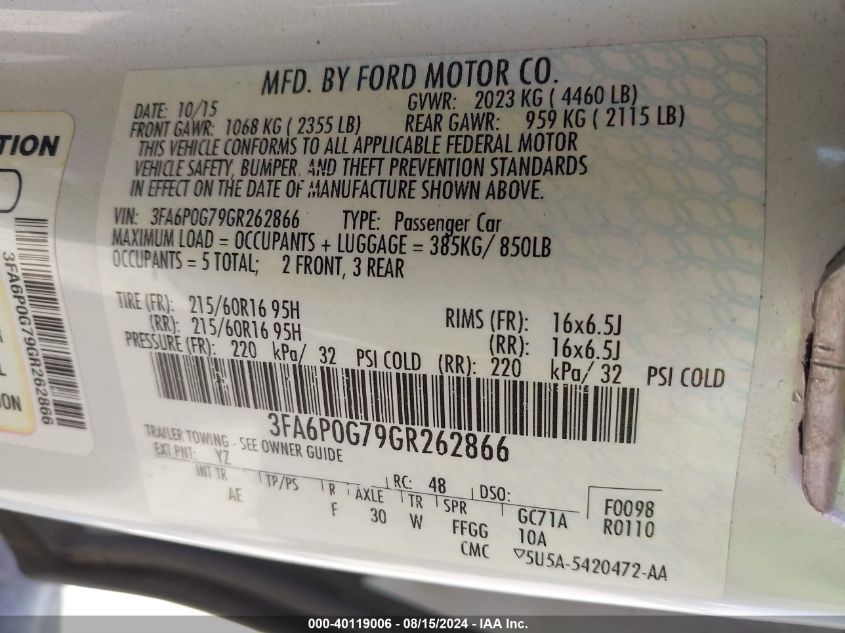 MFD. BY FORD MOTOR CO.
DATE: 10/15 GVWR: 2023 KG ( 4460 LB)
FRONT GAWR: 1068 KG ( 2355 LB) REAR GAWR: 959 KG ( 2115 LB)
THIS VEHICLE CONFORMS TO ALL APPLICABLE FEDERAL MOTOR
VEHICLE SAFETY, BUMPER, AND THEFT PREVENTION STANDARDS
IN EFFECT ON THE DATE OF MANUFACTURE SHOWN ABOVE.
VIN: 3FA6P0G79GR262866 TYPE: Passenger Car
MAXIMUM LOAD = OCCUPANTS + LUGGAGE = 385KG/ 850LB
OCCUPANTS = 5 TOTAL; 2 FRONT, 3 REAR
TIRE (FR): 215/60R16 95H RIMS (FR): 16x6.5J
(RR): 215/60R16 95H (RR): 16x6.5J
PRESSURE (FR): 220 kPa/ 32 PSI COLD (RR): 220 kPa/ 32 PSI COLD
3FA6P0G79GR262866
TRAILER TOWING - SEE OWNER GUIDE
EXT PNT: YZ RC: 48 DSO:
INT TR TP/PS R AXLE TR SPR GC71A F0098
AE F 30 W FFGG 10A R0110
CMC 5U5A-5420472-AA
TION
3FA6P0G79GR262866
L
ION
000-40119006 - 08/15/2024 - IAA Inc.